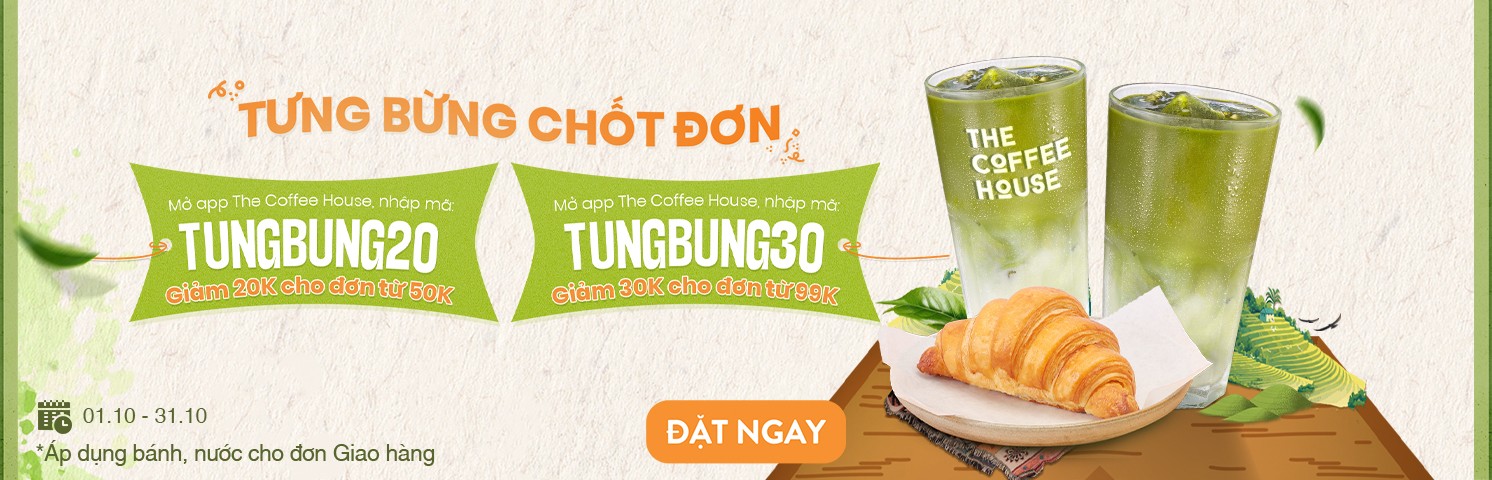 TƯNG BỪNG CHỐT ĐƠN
Mở app The Coffee House, nhập mã:
TUNGBUNG20
Giảm 20K cho đơn từ 50K
Mở app The Coffee House, nhập mã:
TUNGBUNG30
Giảm 30K cho đơn từ 99K
THE
COFFEE
HOUSE
01.10 - 31.10
*Áp dụng bánh, nước cho đơn Giao hàng
ĐẶT NGAY